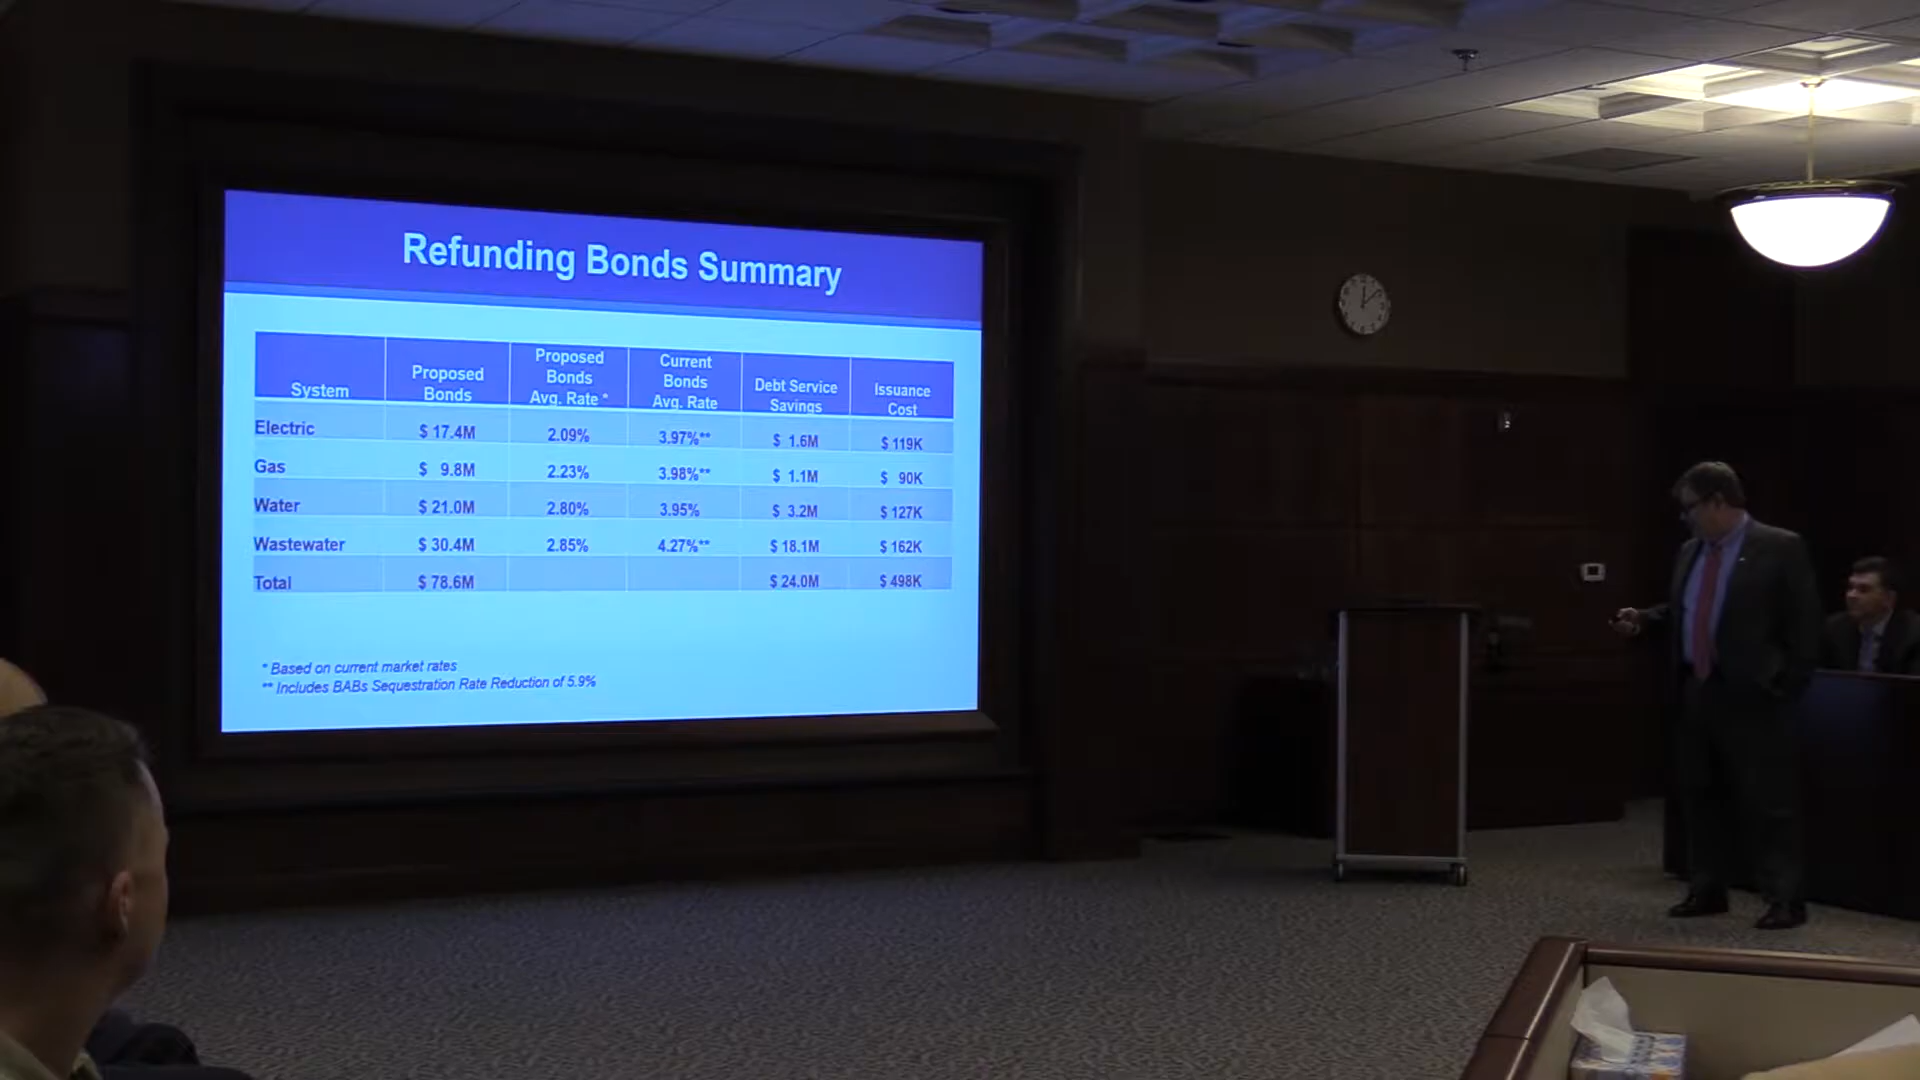 Refunding Bonds Summary
System Proposed Bonds Proposed Bonds Avg. Rate * Current Bonds Avg. Rate Debt Service Savings Issuance Cost
Electric $ 17.4M 2.09% 3.97%** $ 1.6M $ 119K
Gas $ 9.8M 2.23% 3.98%** $ 1.1M $ 90K
Water $ 21.0M 2.80% 3.95% $ 3.2M $ 127K
Wastewater $ 30.4M 2.85% 4.27%** $ 18.1M $ 162K
Total $ 78.6M $ 24.0M $ 498K
* Based on current market rates
** Includes BABs Sequestration Rate Reduction of 5.9%